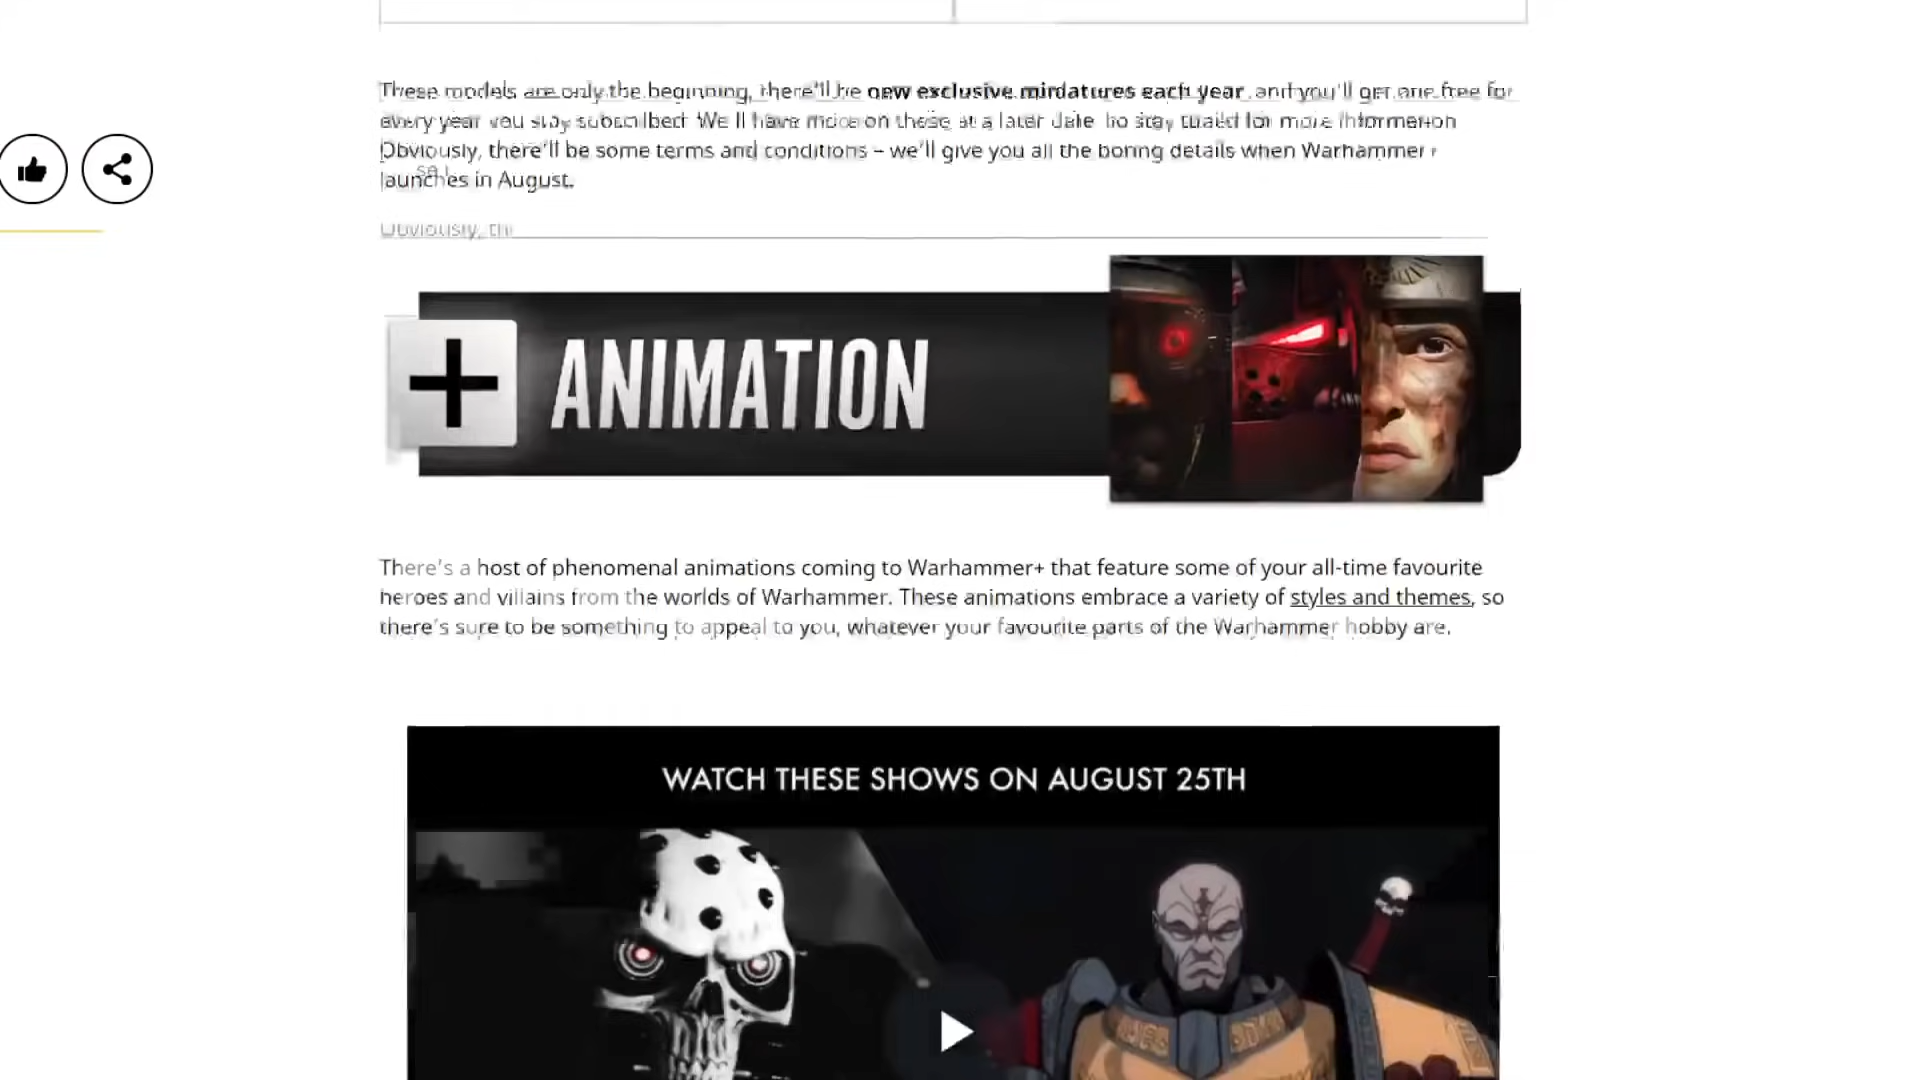 These models are only the beginning, there'll be new exclusive miniatures each year, and you'll get one free for
every year you stay subscribed. We'll have more on these at a later date, so stay tuned for more information
Obviously, there'll be some terms and conditions – we'll give you all the boring details when Warhammer+
launches in August.
Obviously, th
+ ANIMATION
There's a host of phenomenal animations coming to Warhammer+ that feature some of your all-time favourite
heroes and villains from the worlds of Warhammer. These animations embrace a variety of styles and themes, so
there's sure to be something to appeal to you, whatever your favourite parts of the Warhammer hobby are.
WATCH THESE SHOWS ON AUGUST 25TH